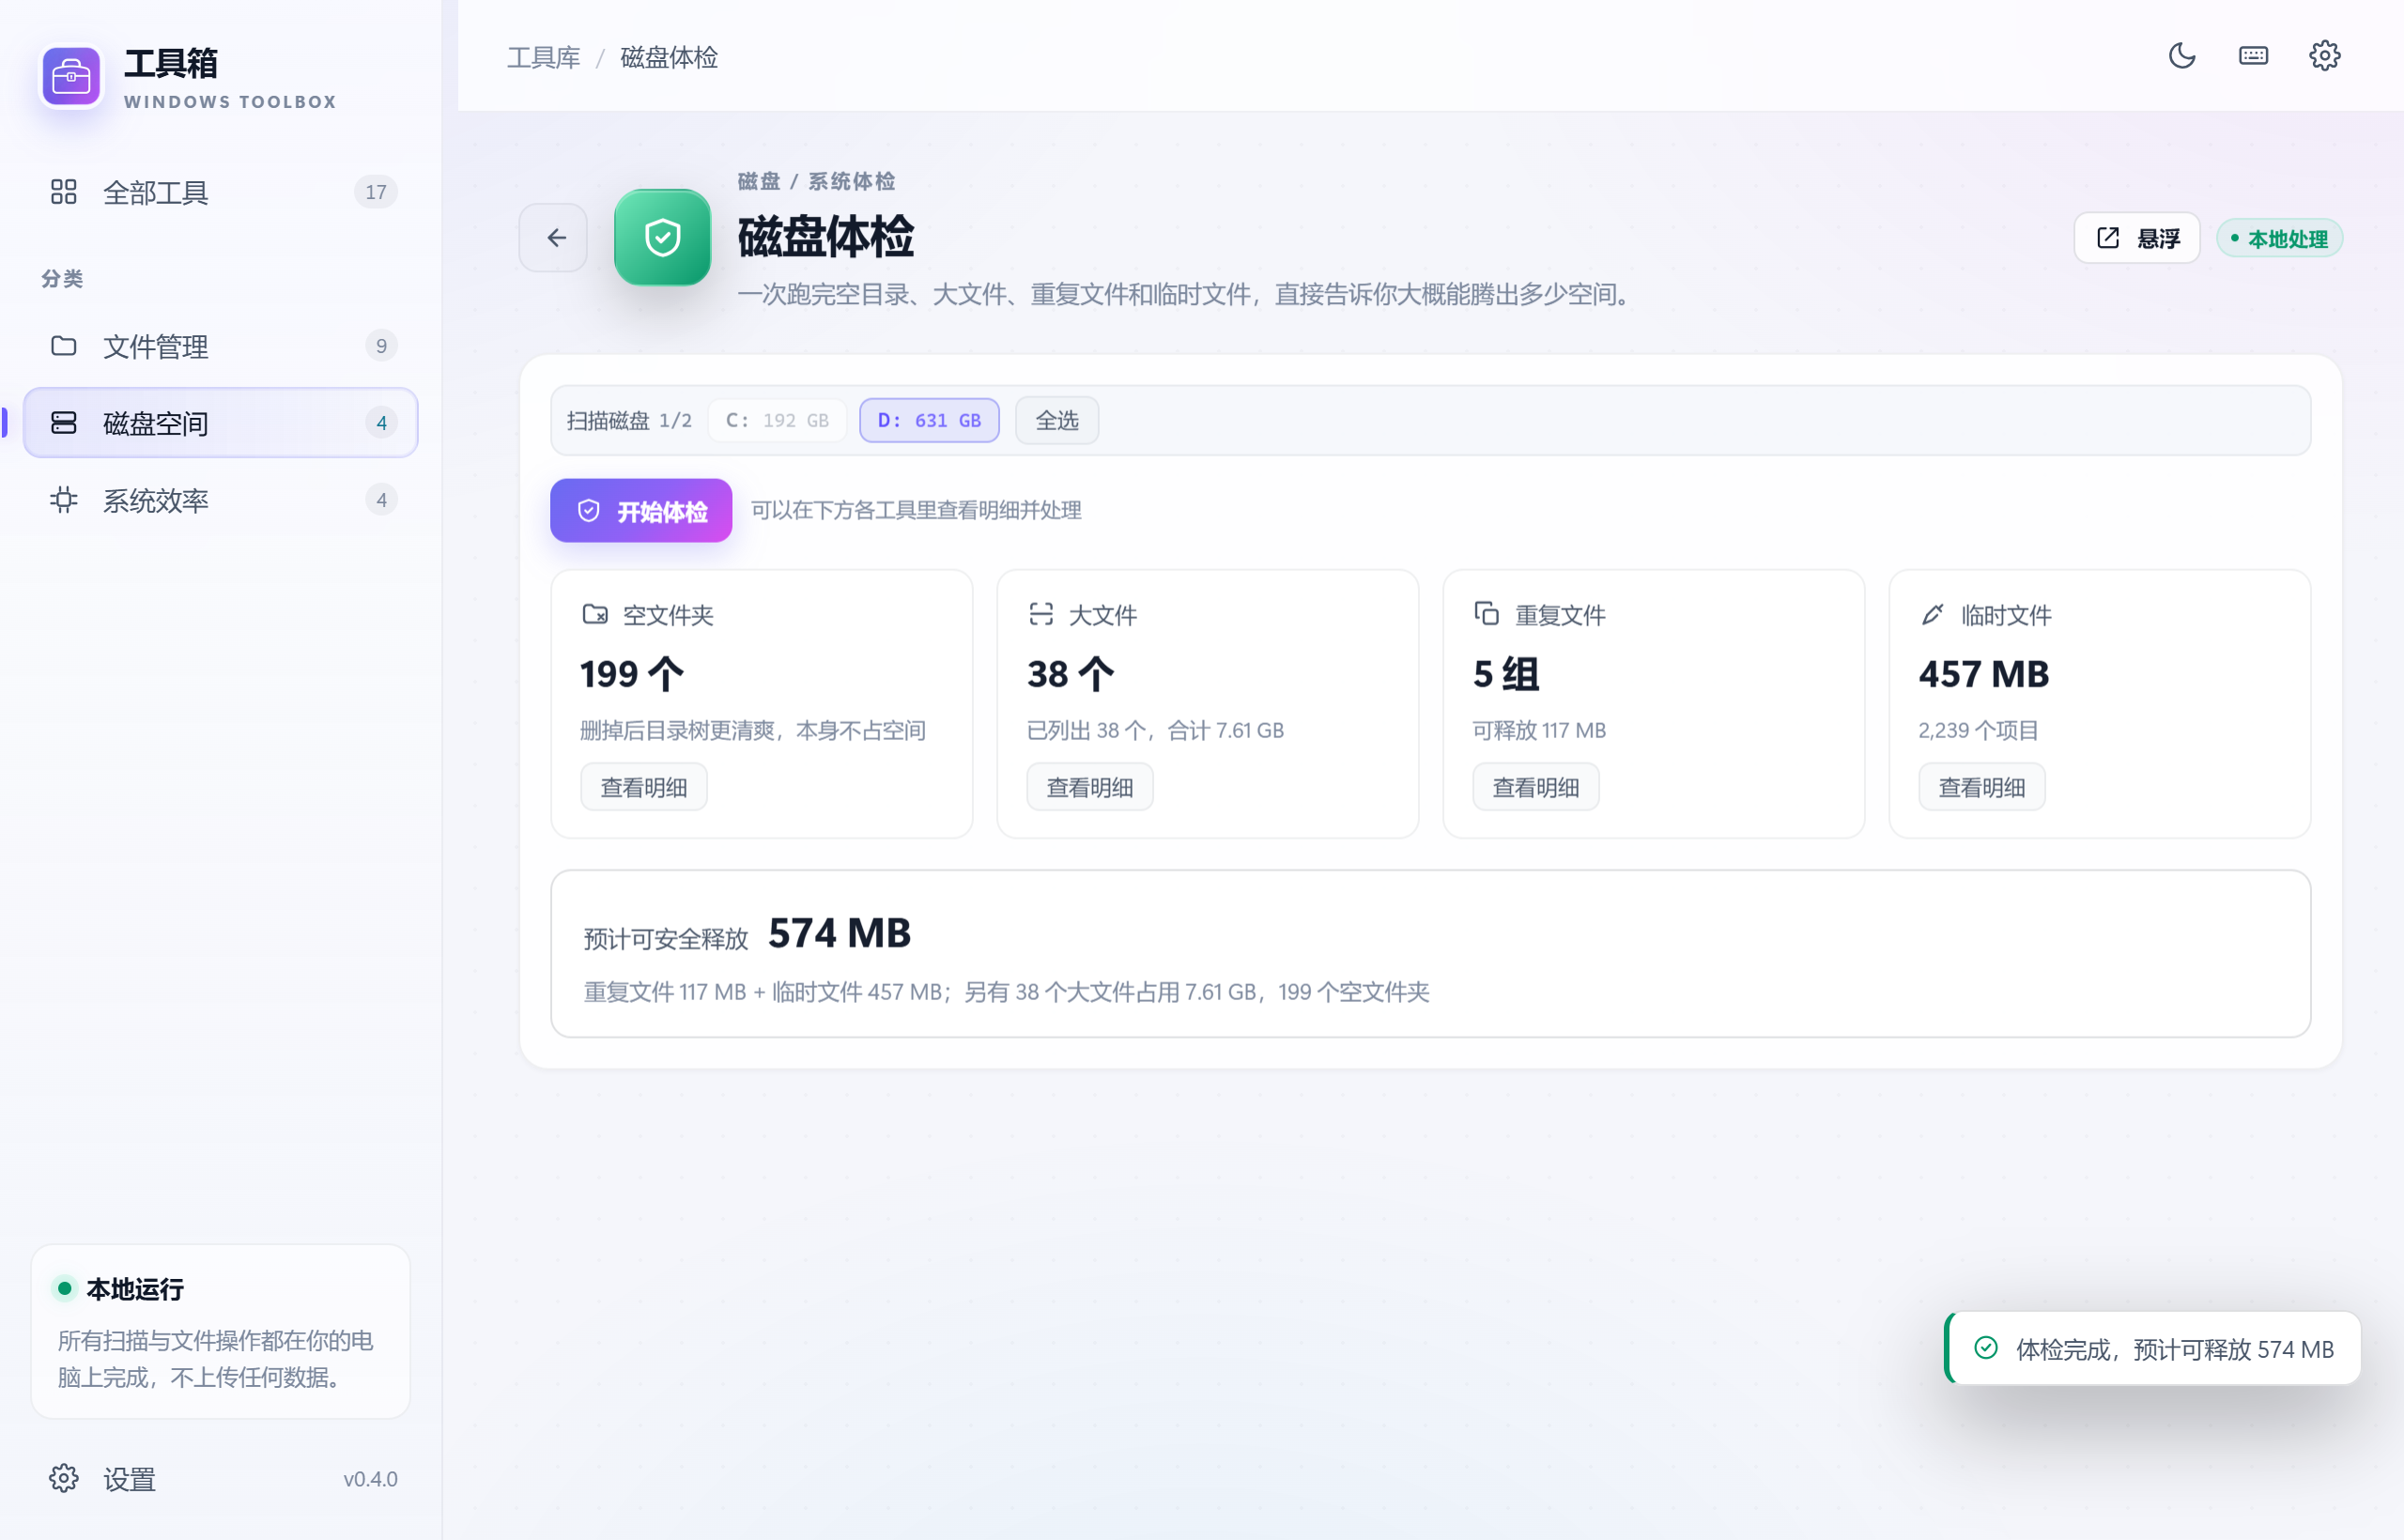 工具箱
WINDOWS TOOLBOX
全部工具 17
分类
文件管理 9
磁盘空间 4
系统效率 4
本地运行
所有扫描与文件操作都在你的电
脑上完成，不上传任何数据。
设置 v0.4.0
工具库 / 磁盘体检
磁盘 / 系统体检
磁盘体检
一次跑完空目录、大文件、重复文件和临时文件，直接告诉你大概能腾出多少空间。
悬浮
本地处理
扫描磁盘 1/2 C: 192 GB D: 631 GB 全选
开始体检 可以在下方各工具里查看明细并处理
空文件夹
199 个
删掉后目录树更清爽，本身不占空间
查看明细
大文件
38 个
已列出 38 个，合计 7.61 GB
查看明细
重复文件
5 组
可释放 117 MB
查看明细
临时文件
457 MB
2,239 个项目
查看明细
预计可安全释放 574 MB
重复文件 117 MB + 临时文件 457 MB；另有 38 个大文件占用 7.61 GB，199 个空文件夹
体检完成，预计可释放 574 MB